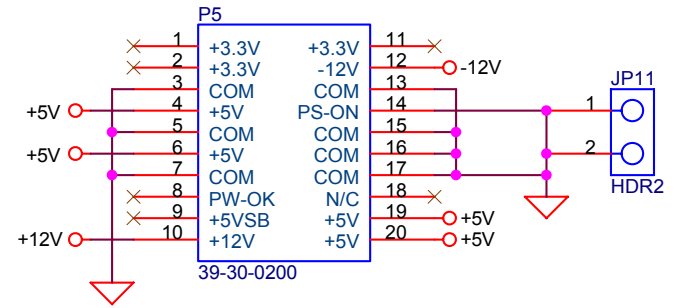 P5
1 +3.3V +3.3V 11
2 +3.3V -12V 12 -12V
3 COM COM 13
+5V 4 +5V PS-ON 14
5 COM COM 15
+5V 6 +5V COM 16
7 COM COM 17
8 PW-OK N/C 18
9 +5VSB +5V 19 +5V
+12V 10 +12V +5V 20 +5V
39-30-0200
JP11
1
2
HDR2